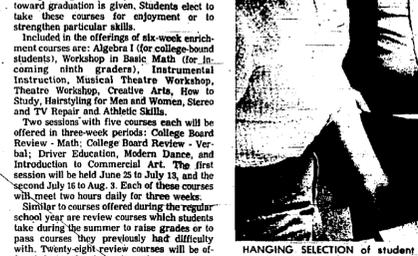 toward graduation is given. Students elect to
take these courses for enjoyment or to
strengthen particular skills.
Included in the offerings of six-week enrich-
ment courses are: Algebra I (for college-bound
students), Workshop in Basic Math (for in-
coming ninth graders), Instrumental
Instruction, Musical Theatre Workshop,
Theatre Workshop, Creative Arts, How to
Study, Hairstyling for Men and Women, Stereo
and TV Repair and Athletic Skills.
Two sessions with five courses each will be
offered in three-week periods: College Board
Review - Math; College Board Review - Ver-
bal; Driver Education, Modern Dance, and
Introduction to Commercial Art. The first
session will be held June 25 to July 13, and the
second July 16 to Aug. 3. Each of these courses
will meet two hours daily for three weeks.
Similar to courses offered during the regular
school year are review courses which students
take during the summer to raise grades or to
pass courses they previously had difficulty
with. Twenty-eight review courses will be of-
HANGING SELECTION of student